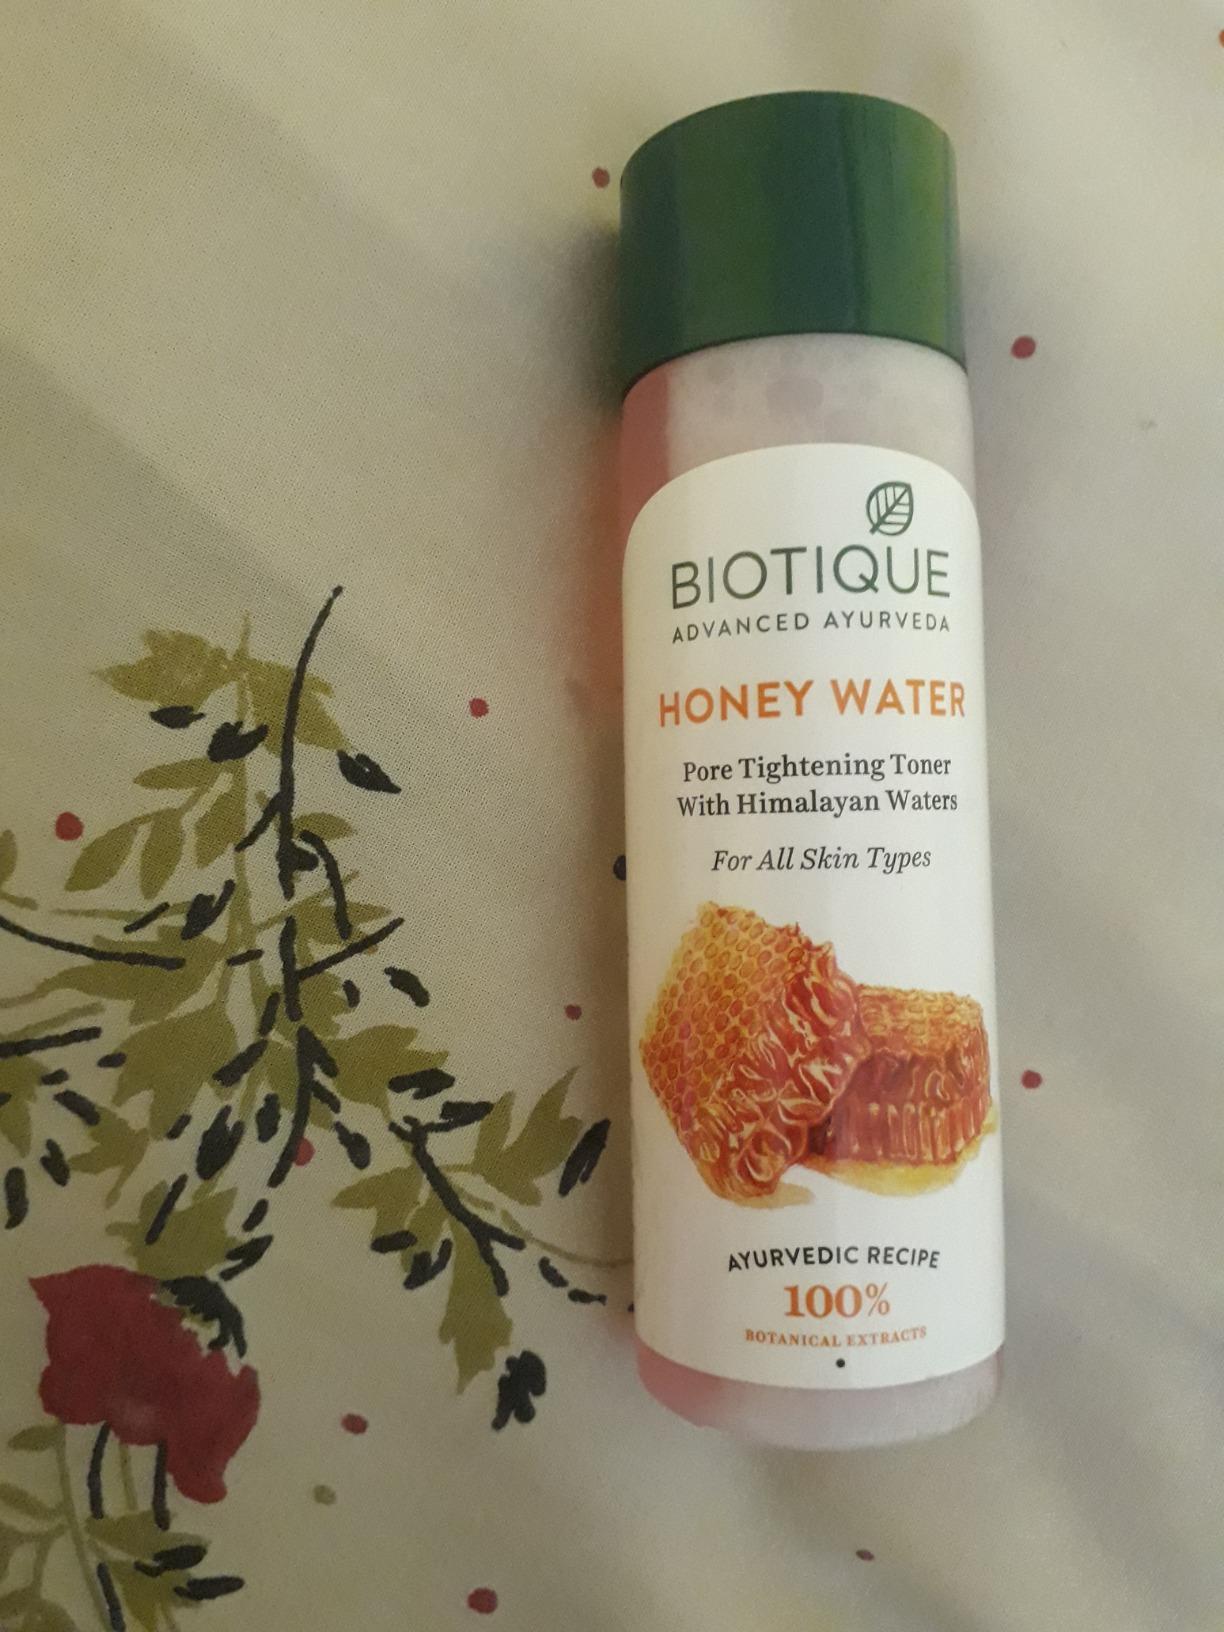 BIOTIQUE
ADVANCED AYURVEDA
HONEY WATER
Pore Tightening Toner
With Himalayan Waters
For All Skin Types
AYURVEDIC RECIPE
100%
BOTANICAL EXTRACTS